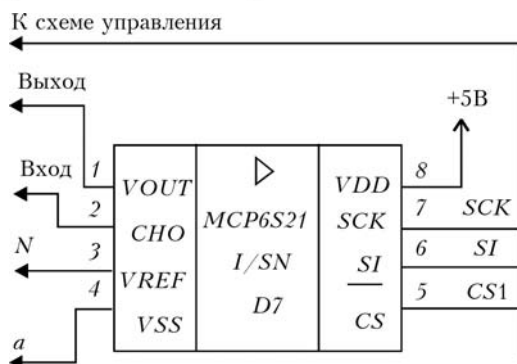 К схеме управления
Выход
+5В
1 VOUT VDD 8
Вход
2 CHO MCP6S21 SCK 7 SCK
N 3 VREF I/SN SI 6 SI
a 4 VSS D7 CS 5 CS1